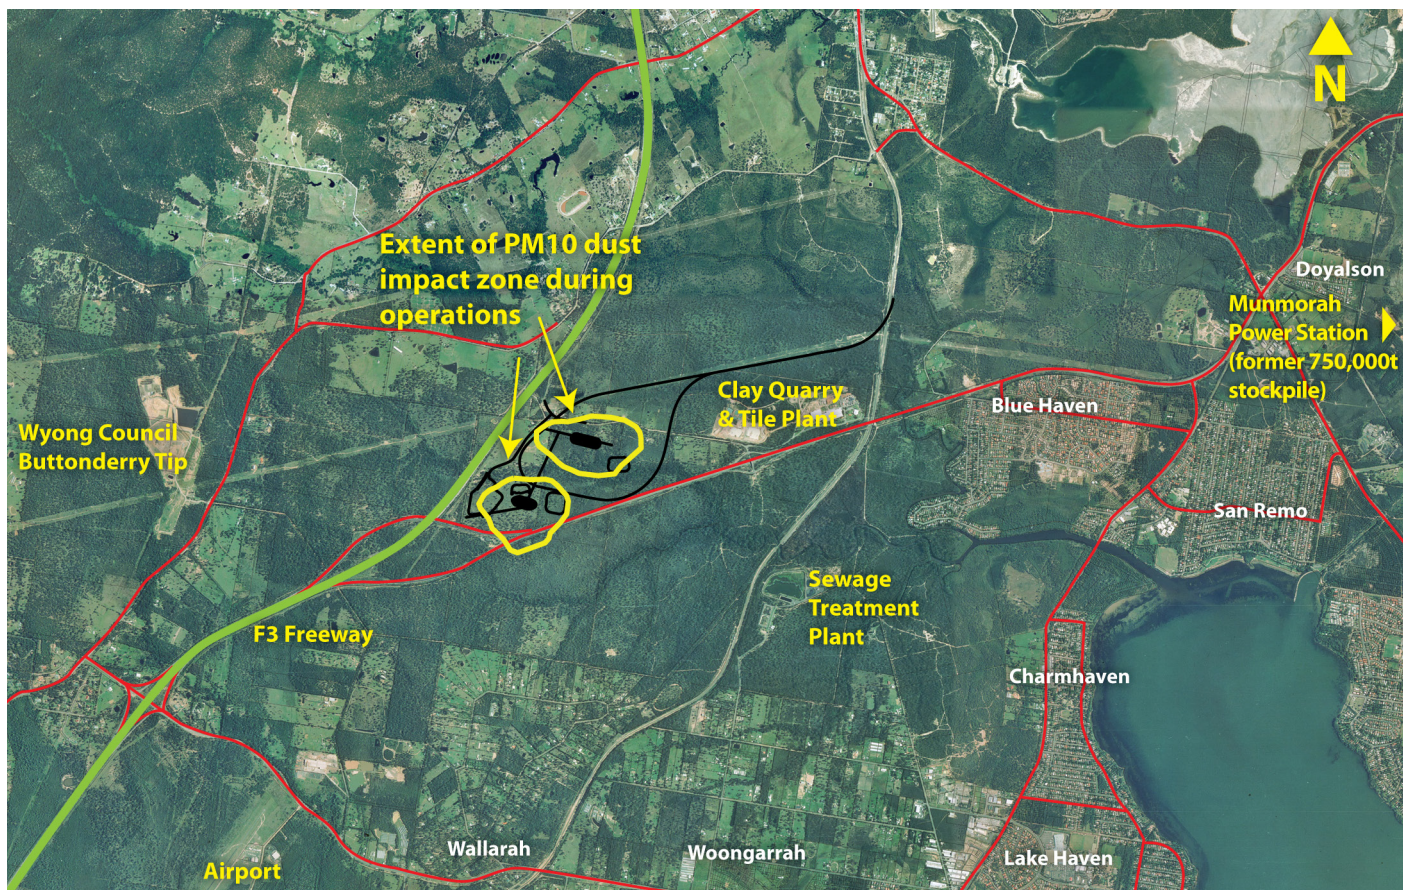 N
Extent of PM10 dust
impact zone during
operations
Doyalson
Munmorah
Power Station
(former 750,000t
stockpile)
Clay Quarry
& Tile Plant
Blue Haven
Wyong Council
Buttonderry Tip
San Remo
Sewage
Treatment
Plant
F3 Freeway
Charmhaven
Wallarah
Woongarrah
Lake Haven
Airport